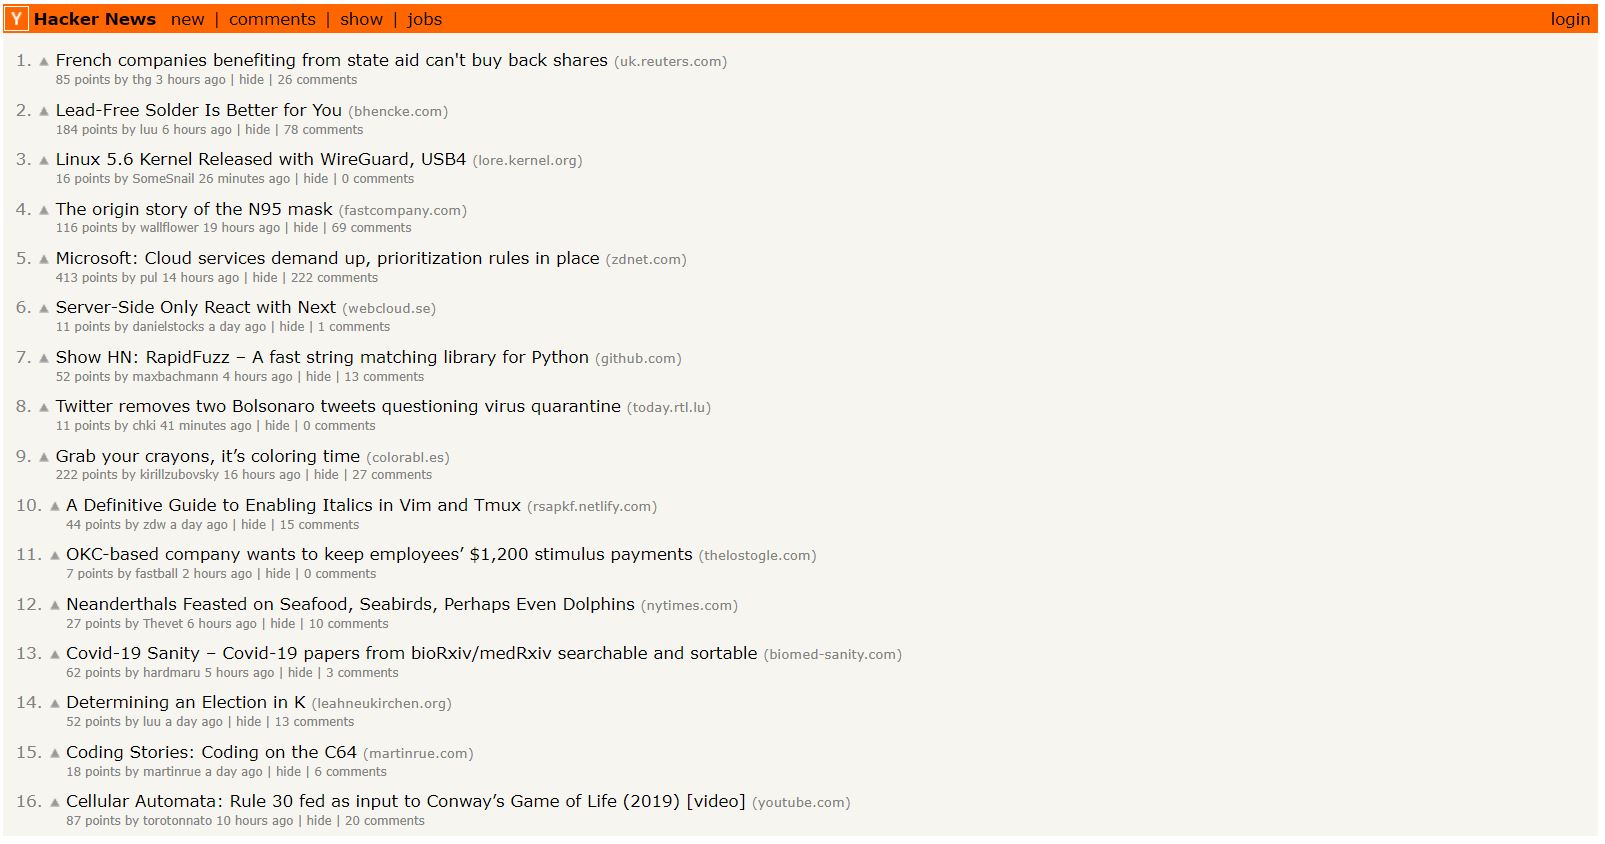 Y Hacker News new | comments | show | jobs login
1. ▲ French companies benefiting from state aid can't buy back shares (uk.reuters.com)
85 points by thg 3 hours ago | hide | 26 comments
2. ▲ Lead-Free Solder Is Better for You (bhencke.com)
184 points by luu 6 hours ago | hide | 78 comments
3. ▲ Linux 5.6 Kernel Released with WireGuard, USB4 (lore.kernel.org)
16 points by SomeSnail 26 minutes ago | hide | 0 comments
4. ▲ The origin story of the N95 mask (fastcompany.com)
116 points by wallflower 19 hours ago | hide | 69 comments
5. ▲ Microsoft: Cloud services demand up, prioritization rules in place (zdnet.com)
413 points by pul 14 hours ago | hide | 222 comments
6. ▲ Server-Side Only React with Next (webcloud.se)
11 points by danielstocks a day ago | hide | 1 comments
7. ▲ Show HN: RapidFuzz – A fast string matching library for Python (github.com)
52 points by maxbachmann 4 hours ago | hide | 13 comments
8. ▲ Twitter removes two Bolsonaro tweets questioning virus quarantine (today.rtl.lu)
11 points by chki 41 minutes ago | hide | 0 comments
9. ▲ Grab your crayons, it’s coloring time (colorabl.es)
222 points by kirillzubovsky 16 hours ago | hide | 27 comments
10. ▲ A Definitive Guide to Enabling Italics in Vim and Tmux (rsapkf.netlify.com)
44 points by zdw a day ago | hide | 15 comments
11. ▲ OKC-based company wants to keep employees’ $1,200 stimulus payments (thelostogle.com)
7 points by fastball 2 hours ago | hide | 0 comments
12. ▲ Neanderthals Feasted on Seafood, Seabirds, Perhaps Even Dolphins (nytimes.com)
27 points by Thevet 6 hours ago | hide | 10 comments
13. ▲ Covid-19 Sanity – Covid-19 papers from bioRxiv/medRxiv searchable and sortable (biomed-sanity.com)
62 points by hardmaru 5 hours ago | hide | 3 comments
14. ▲ Determining an Election in K (leahneukirchen.org)
52 points by luu a day ago | hide | 13 comments
15. ▲ Coding Stories: Coding on the C64 (martinrue.com)
18 points by martinrue a day ago | hide | 6 comments
16. ▲ Cellular Automata: Rule 30 fed as input to Conway’s Game of Life (2019) [video] (youtube.com)
87 points by torotonnato 10 hours ago | hide | 20 comments